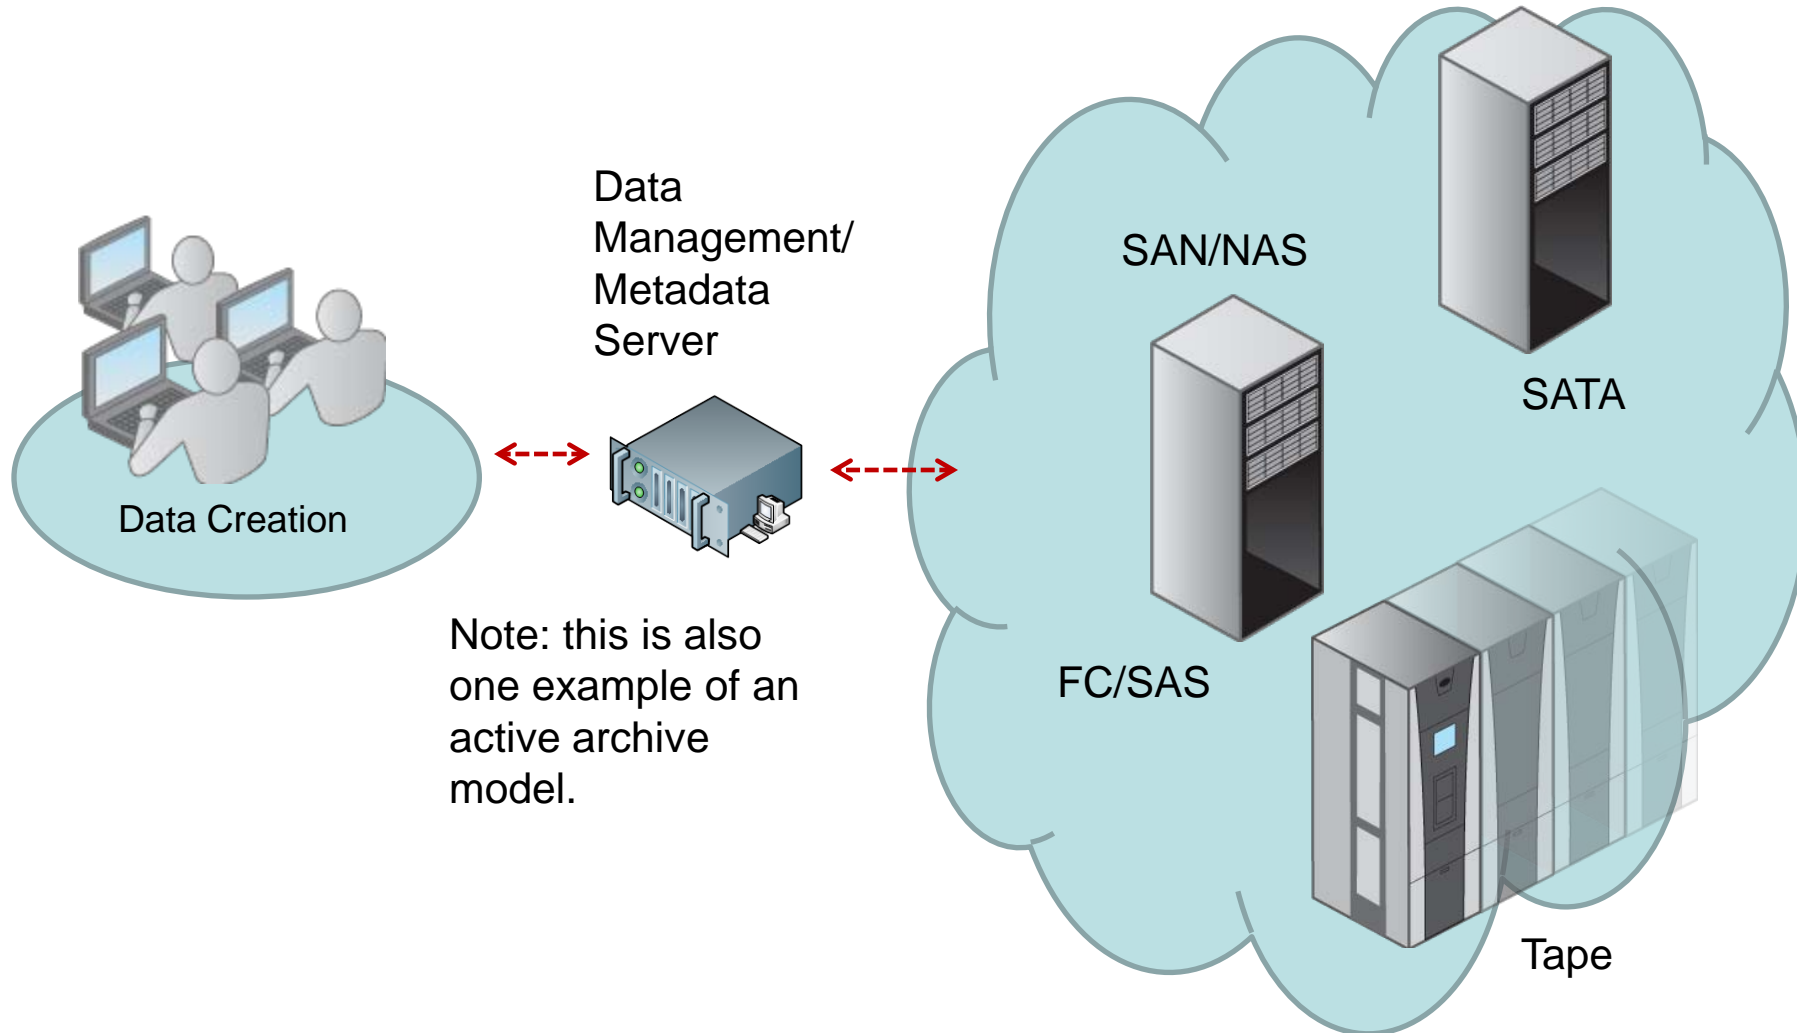 Data
Management/
Metadata
Server
SAN/NAS
SATA
Data Creation
Note: this is also
one example of an
active archive
model.
FC/SAS
Tape